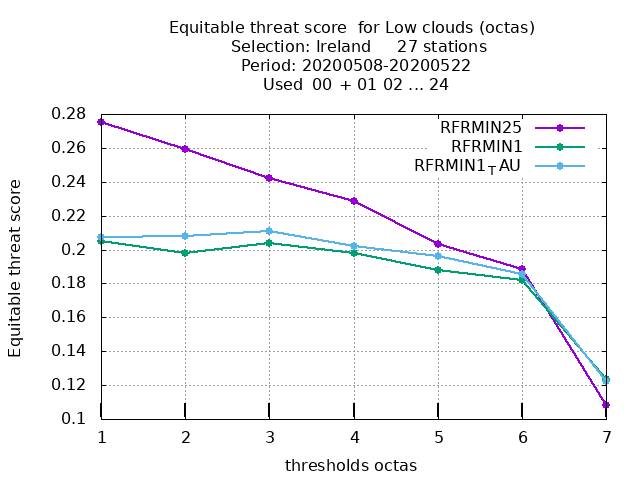 Equitable threat score  for Low clouds (octas)
Selection: Ireland     27 stations
Period: 20200508-20200522
Used  00 + 01 02 ... 24
RFRMIN25
RFRMIN1
RFRMIN1TAU
Equitable threat score
0.28
0.26
0.24
0.22
0.2
0.18
0.16
0.14
0.12
0.1
1 2 3 4 5 6 7
thresholds octas